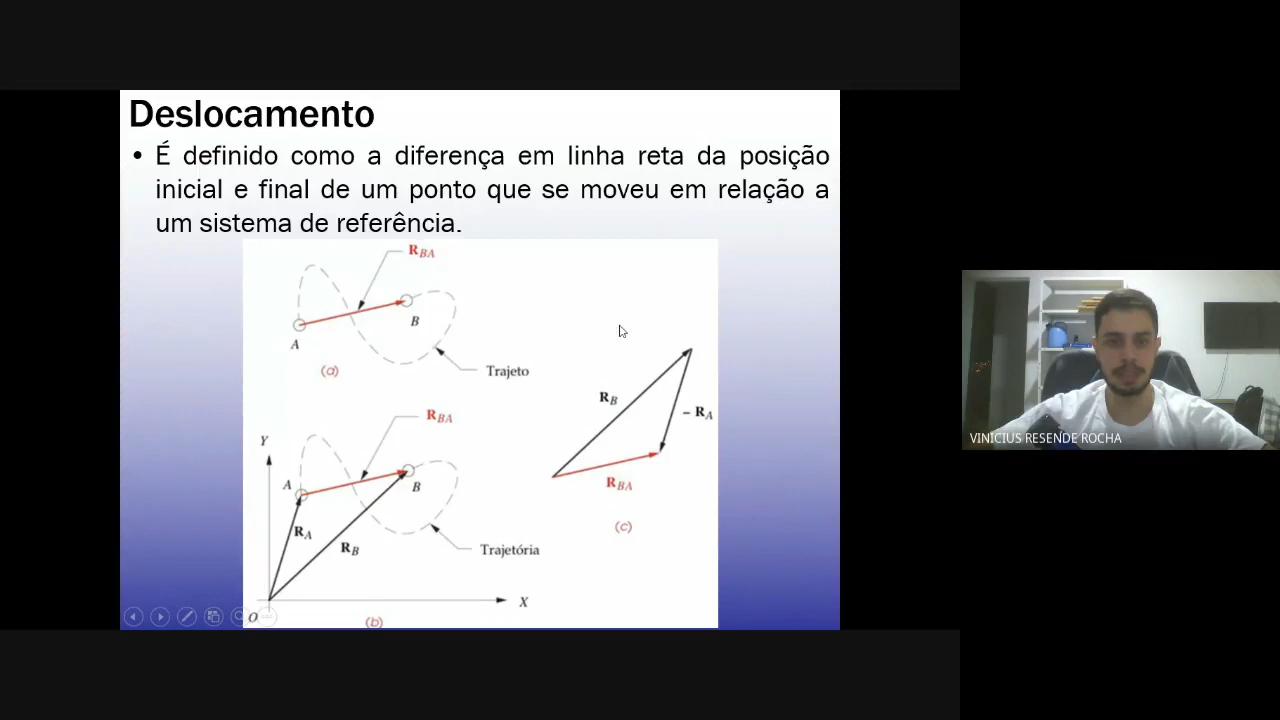 Deslocamento
• É definido como a diferença em linha reta da posição
inicial e final de um ponto que se moveu em relação a
um sistema de referência.
R_BA
B
A
(a)
Trajeto
R_B
– R_A
R_BA
(c)
R_BA
Y
A
B
R_A
R_B
Trajetória
X
O
(b)
VINICIUS RESENDE ROCHA